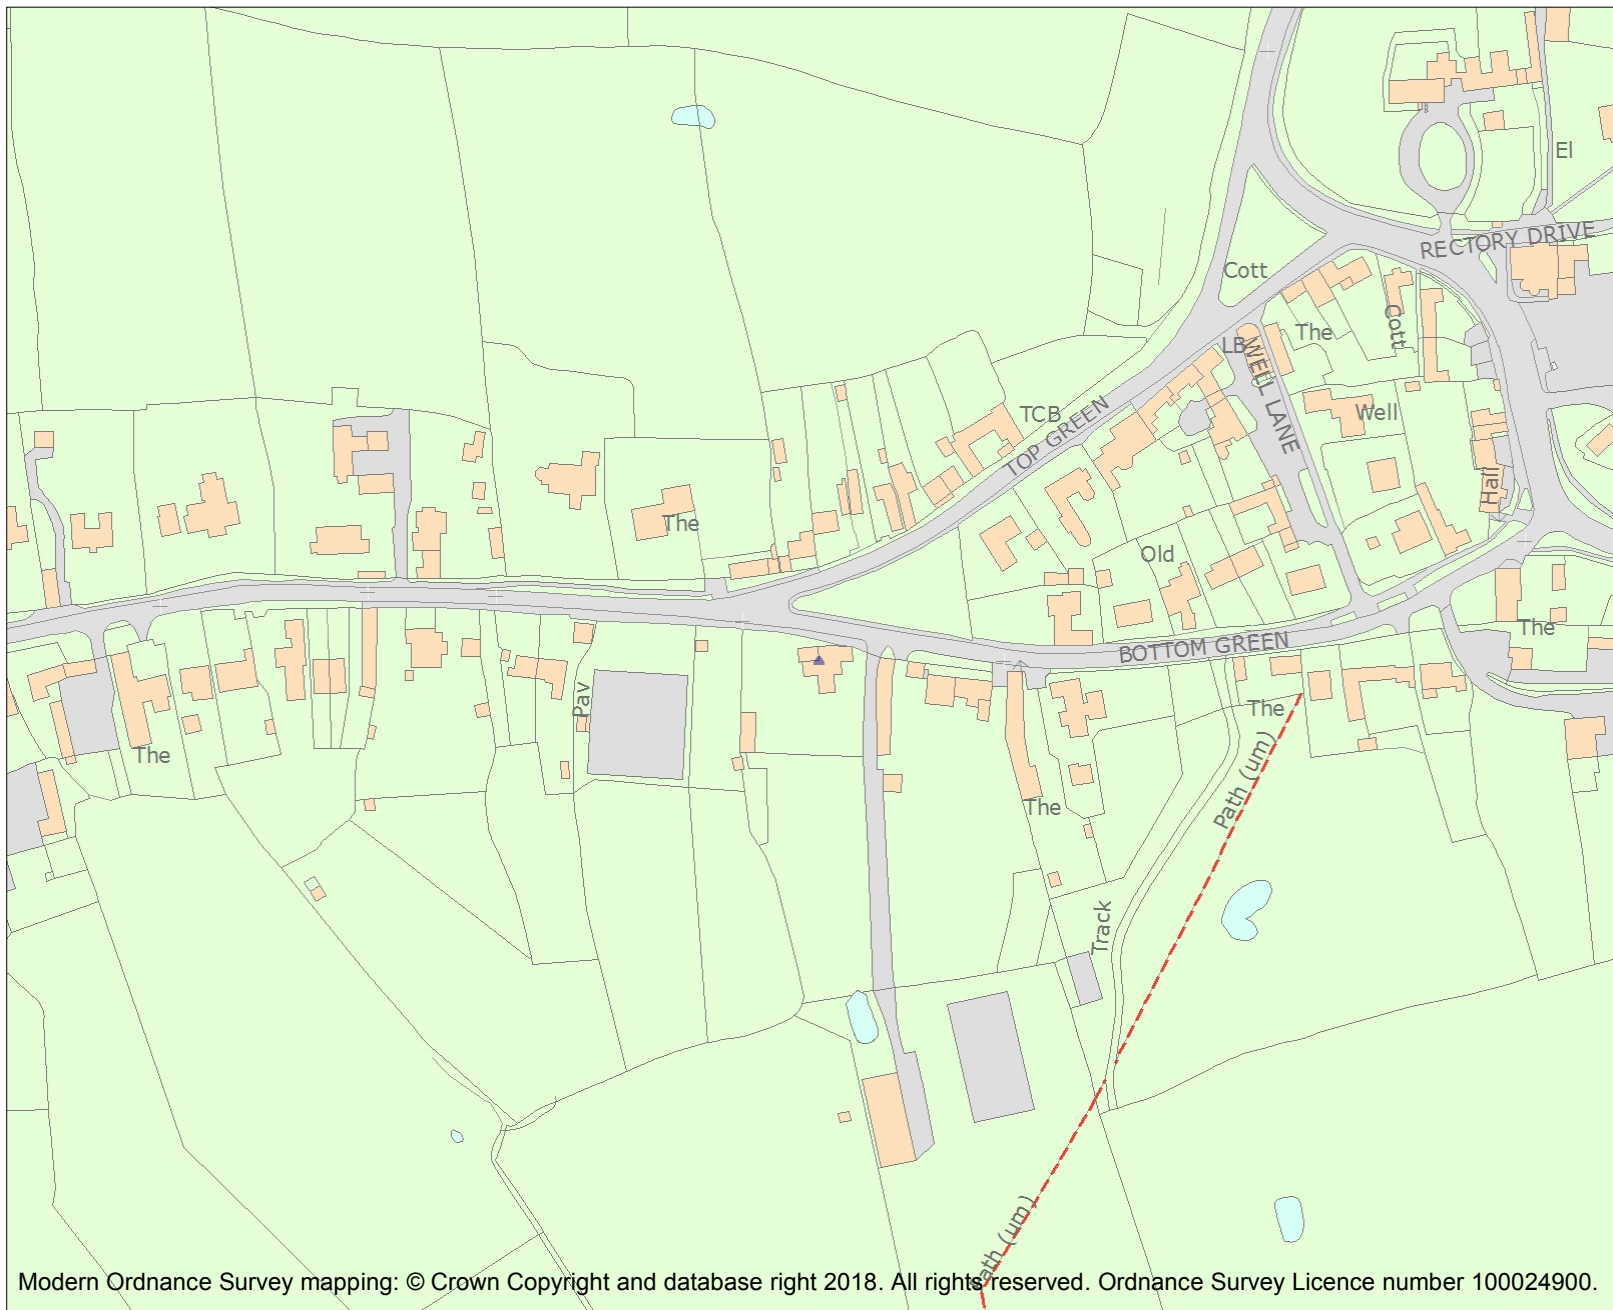 El
RECTORY DRIVE
Cott
The
Cott
LB
WELL LANE
TCB
TOP GREEN
Well
Hall
The
Old
The
BOTTOM GREEN
Pav
The
The
Path (um)
The
Track
Path (um)
Modern Ordnance Survey mapping: © Crown Copyright and database right 2018. All rights reserved. Ordnance Survey Licence number 100024900.